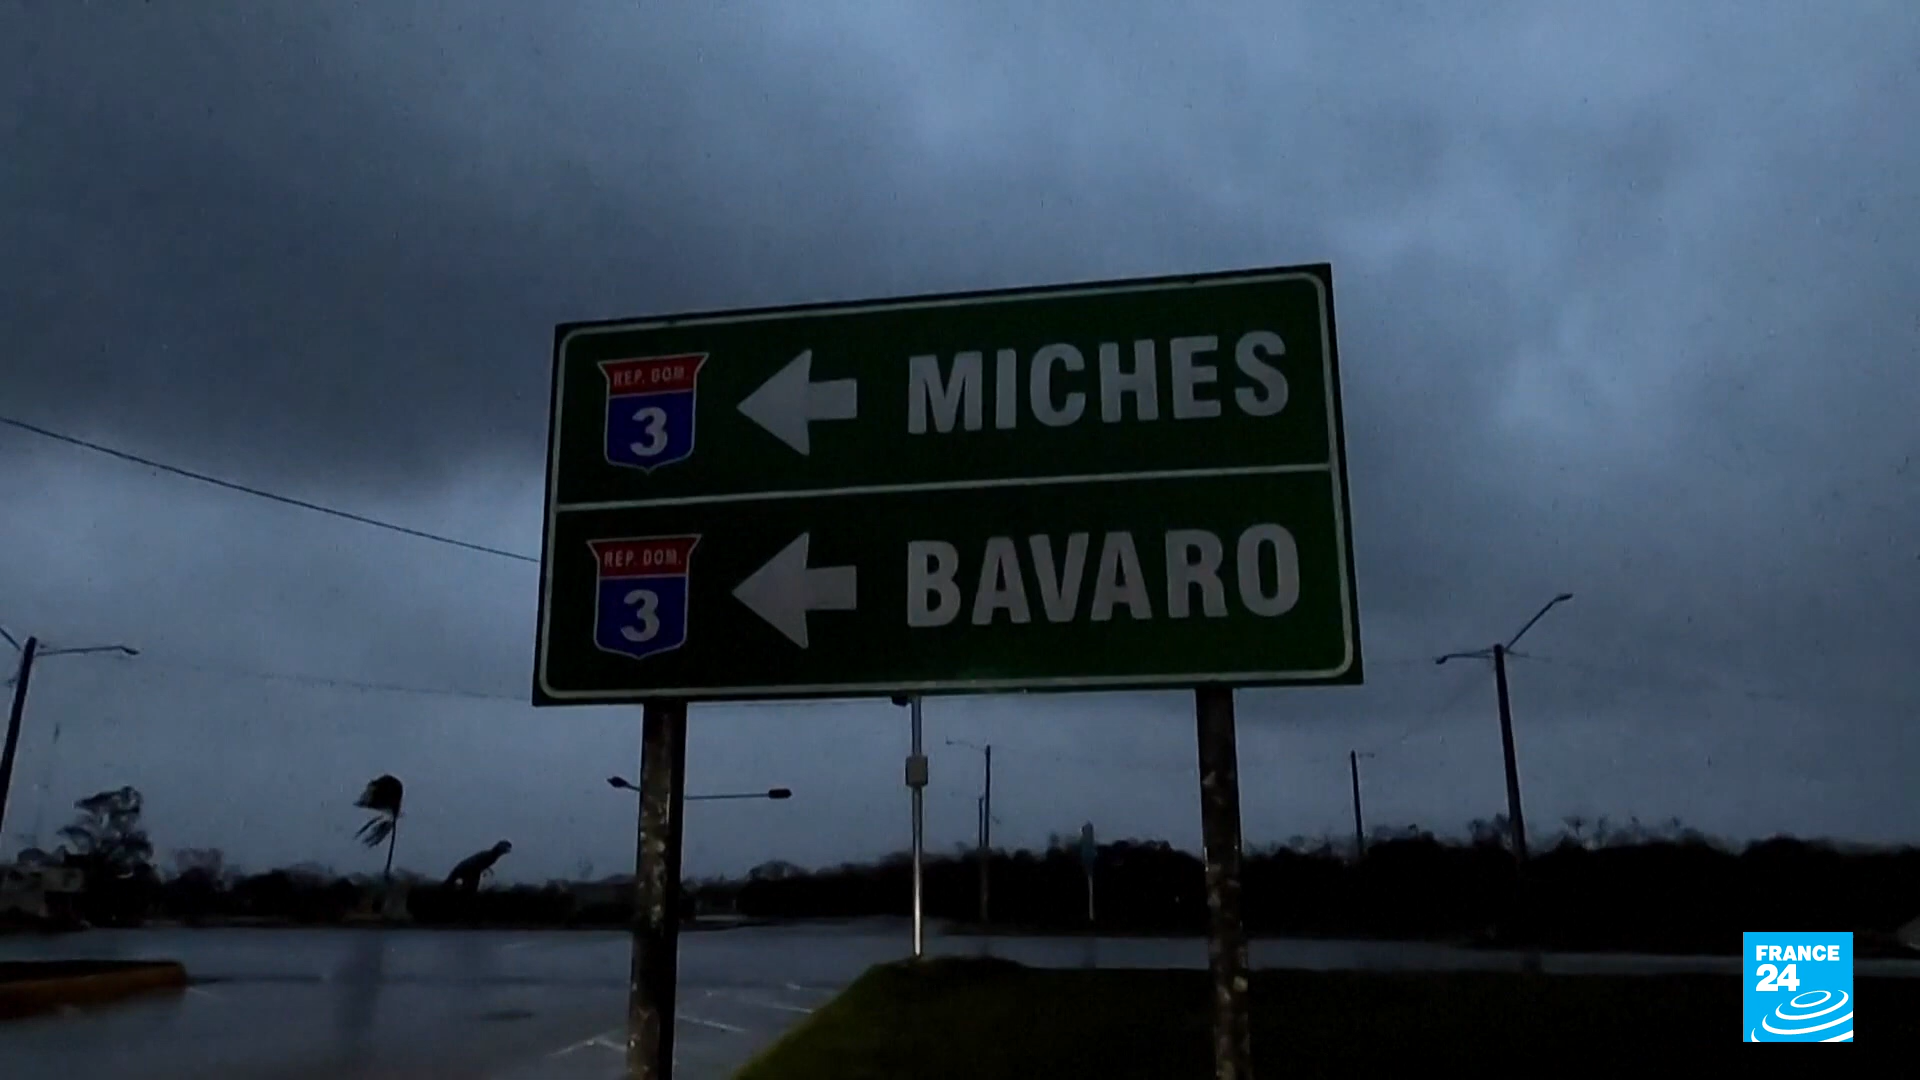 REP. DOM.
3
MICHES
REP. DOM.
3
BAVARO
FRANCE
24